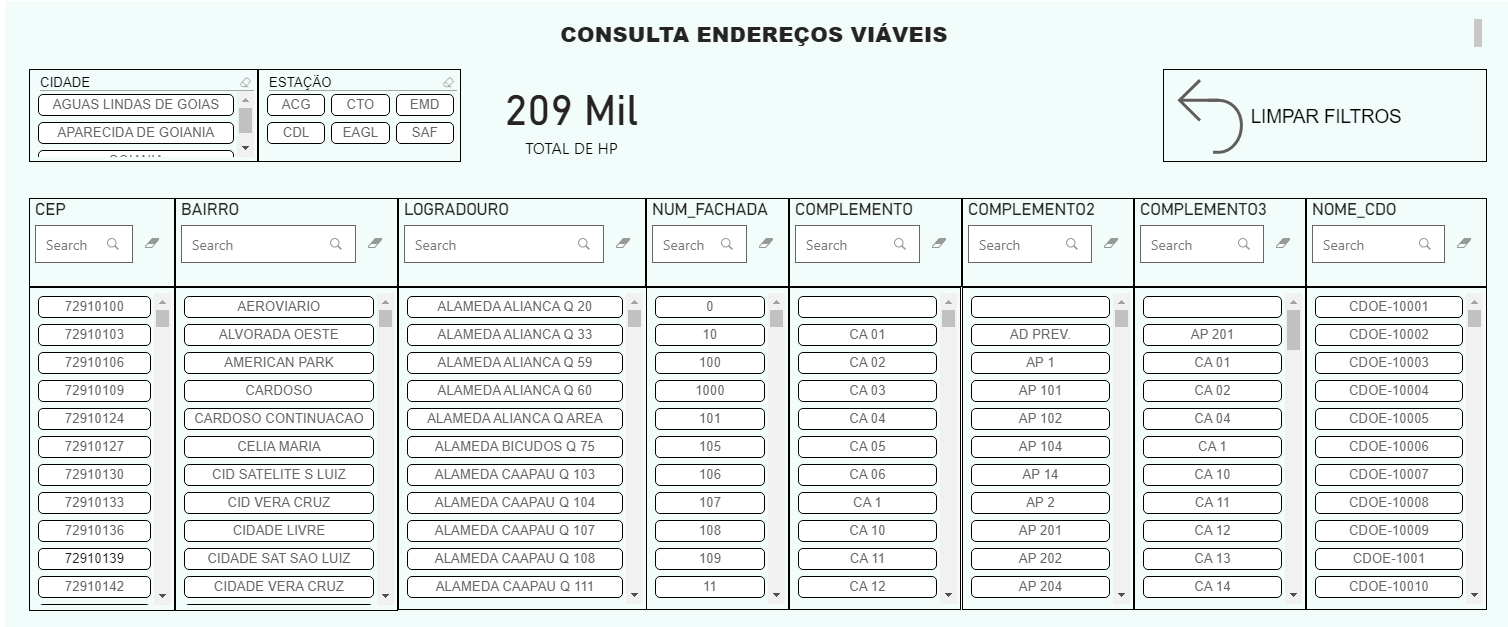 CONSULTA ENDEREÇOS VIÁVEIS
CIDADE
AGUAS LINDAS DE GOIAS
APARECIDA DE GOIANIA
ESTAÇÃO
ACG CTO EMD
CDL EAGL SAF
209 Mil
TOTAL DE HP
LIMPAR FILTROS
CEP BAIRRO LOGRADOURO NUM_FACHADA COMPLEMENTO COMPLEMENTO2 COMPLEMENTO3 NOME_CDO
Search Search Search Search Search Search Search Search
72910100 AEROVIARIO ALAMEDA ALIANCA Q 20 0 CDOE-10001
72910103 ALVORADA OESTE ALAMEDA ALIANCA Q 33 10 CA 01 AD PREV. AP 201 CDOE-10002
72910106 AMERICAN PARK ALAMEDA ALIANCA Q 59 100 CA 02 AP 1 CA 01 CDOE-10003
72910109 CARDOSO ALAMEDA ALIANCA Q 60 1000 CA 03 AP 101 CA 02 CDOE-10004
72910124 CARDOSO CONTINUACAO ALAMEDA ALIANCA Q AREA 101 CA 04 AP 102 CA 04 CDOE-10005
72910127 CELIA MARIA ALAMEDA BICUDOS Q 75 105 CA 05 AP 104 CA 1 CDOE-10006
72910130 CID SATELITE S LUIZ ALAMEDA CAAPAU Q 103 106 CA 06 AP 14 CA 10 CDOE-10007
72910133 CID VERA CRUZ ALAMEDA CAAPAU Q 104 107 CA 1 AP 2 CA 11 CDOE-10008
72910136 CIDADE LIVRE ALAMEDA CAAPAU Q 107 108 CA 10 AP 201 CA 12 CDOE-10009
72910139 CIDADE SAT SAO LUIZ ALAMEDA CAAPAU Q 108 109 CA 11 AP 202 CA 13 CDOE-1001
72910142 CIDADE VERA CRUZ ALAMEDA CAAPAU Q 111 11 CA 12 AP 204 CA 14 CDOE-10010